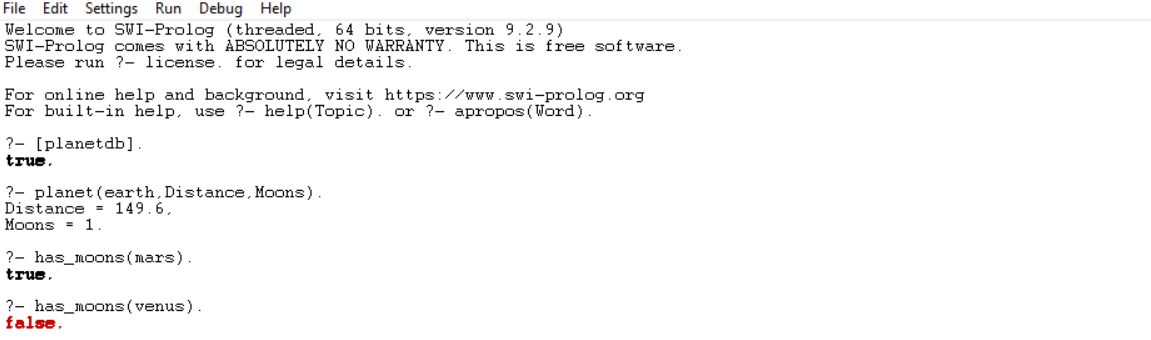 File Edit Settings Run Debug Help
Welcome to SWI-Prolog (threaded, 64 bits, version 9.2.9)
SWI-Prolog comes with ABSOLUTELY NO WARRANTY. This is free software.
Please run ?- license. for legal details.
For online help and background, visit https://www.swi-prolog.org
For built-in help, use ?- help(Topic). or ?- apropos(Word).
?- [planetdb].
true.
?- planet(earth,Distance,Moons).
Distance = 149.6,
Moons = 1.
?- has_moons(mars).
true.
?- has_moons(venus).
false.